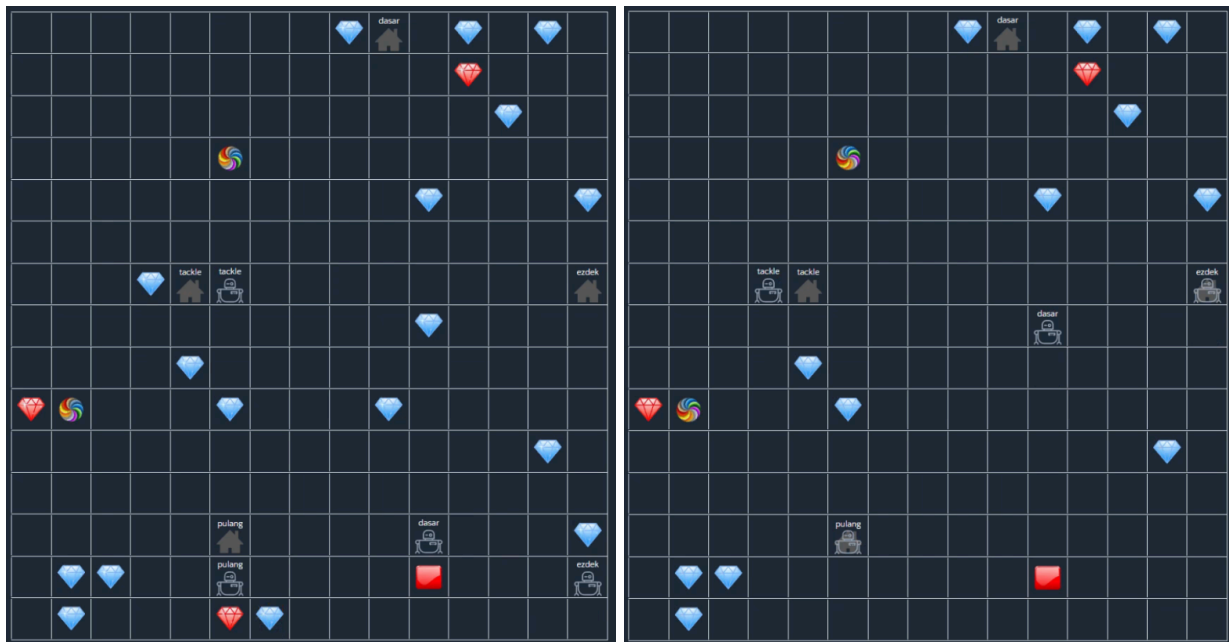 dasar
tackle
tackle
ezdek
pulang
dasar
pulang
ezdek
dasar
tackle
tackle
ezdek
dasar
pulang